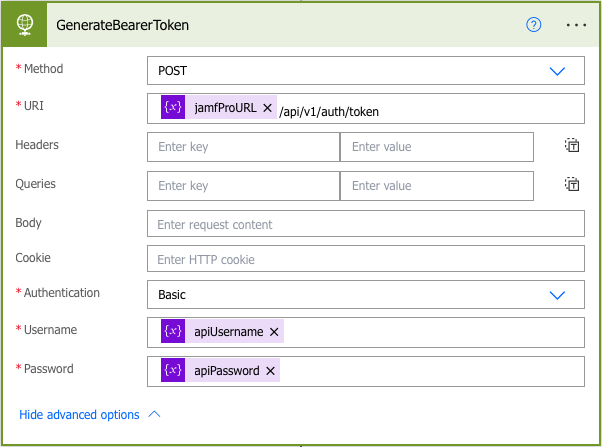 GenerateBearerToken
* Method POST
* URI {x} jamfProURL × /api/v1/auth/token
Headers Enter key Enter value
Queries Enter key Enter value
Body Enter request content
Cookie Enter HTTP cookie
* Authentication Basic
* Username {x} apiUsername ×
* Password {x} apiPassword ×
Hide advanced options